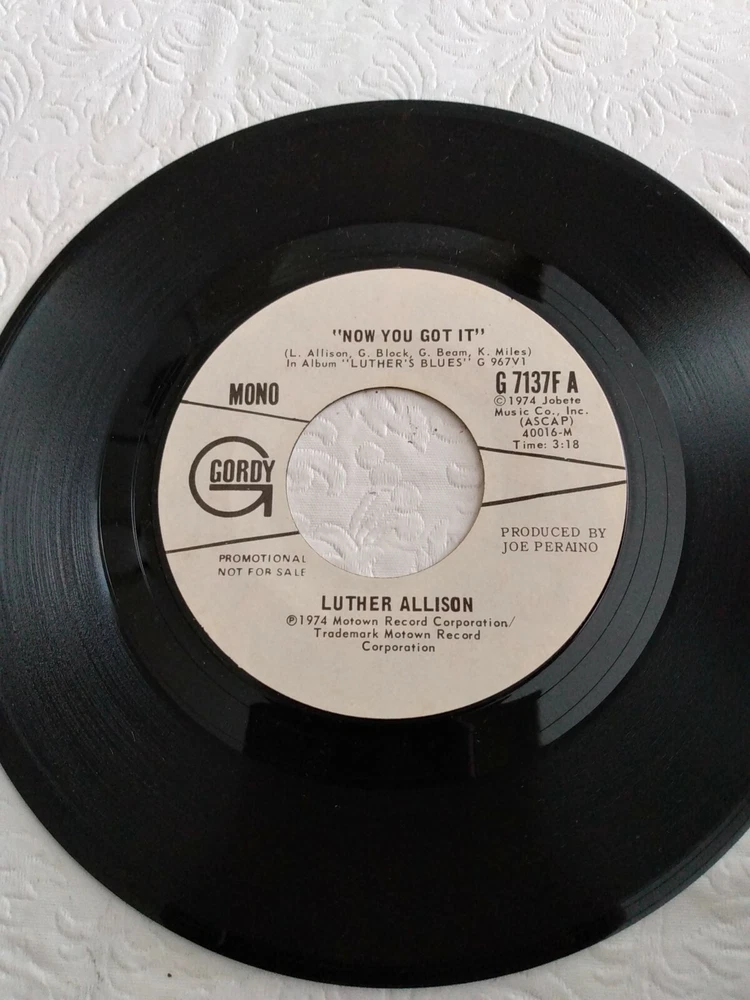 "NOW YOU GOT IT"
(L. Allison, G. Block, G. Beam, K. Miles)
In Album "LUTHER'S BLUES" G 967V1
MONO
G 7137F A
©1974 Jobete
Music Co., Inc.
(ASCAP)
40016-M
Time: 3:18
GORDY
PRODUCED BY
JOE PERAINO
PROMOTIONAL
NOT FOR SALE
LUTHER ALLISON
℗1974 Motown Record Corporation/
Trademark Motown Record
Corporation